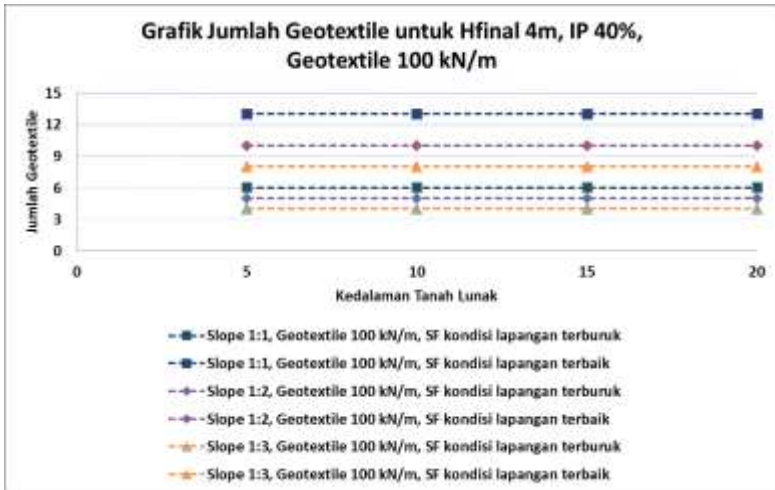 Grafik Jumlah Geotextile untuk Hfinal 4m, IP 40%,
Geotextile 100 kN/m
15
12
9
6
3
0
Jumlah Geotextile
0 5 10 15 20
Kedalaman Tanah Lunak
Slope 1:1, Geotextile 100 kN/m, SF kondisi lapangan terburuk
Slope 1:1, Geotextile 100 kN/m, SF kondisi lapangan terbaik
Slope 1:2, Geotextile 100 kN/m, SF kondisi lapangan terburuk
Slope 1:2, Geotextile 100 kN/m, SF kondisi lapangan terbaik
Slope 1:3, Geotextile 100 kN/m, SF kondisi lapangan terburuk
Slope 1:3, Geotextile 100 kN/m, SF kondisi lapangan terbaik